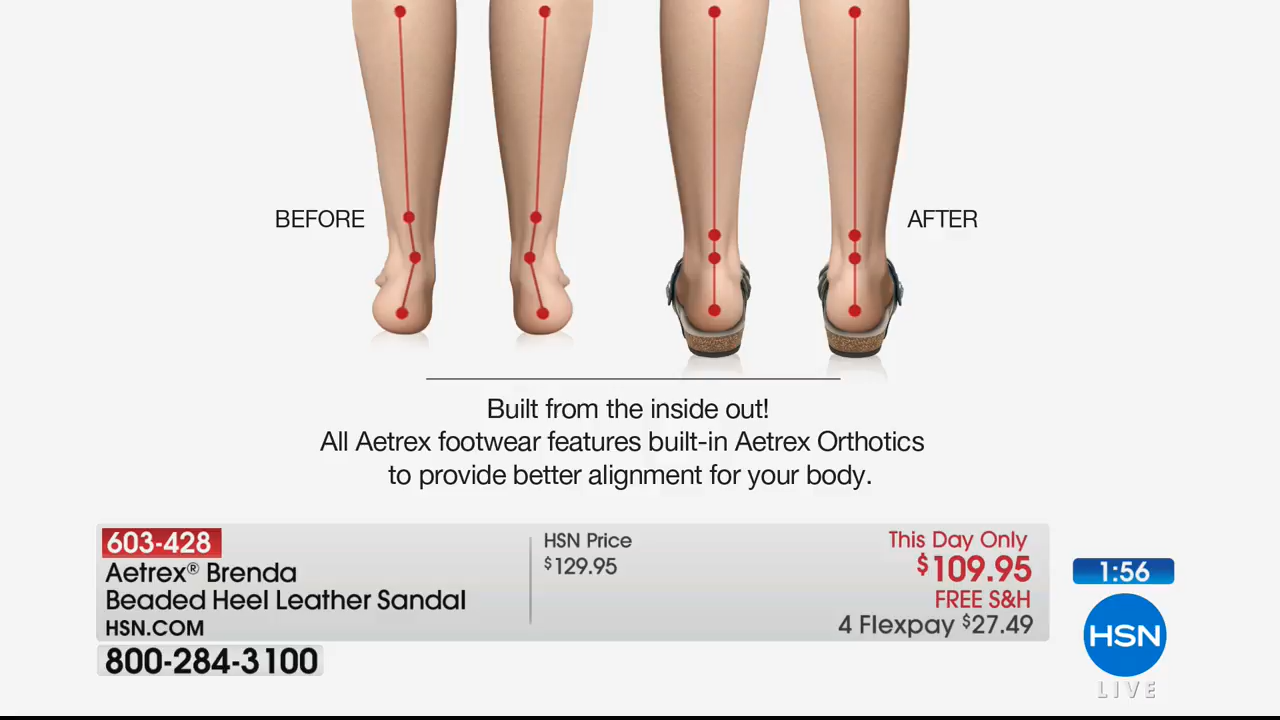 BEFORE
AFTER
Built from the inside out!
All Aetrex footwear features built-in Aetrex Orthotics
to provide better alignment for your body.
603-428
Aetrex® Brenda
Beaded Heel Leather Sandal
HSN.COM
800-284-3100
HSN Price
$129.95
This Day Only
$109.95
FREE S&H
4 Flexpay $27.49
1:56
HSN
LIVE